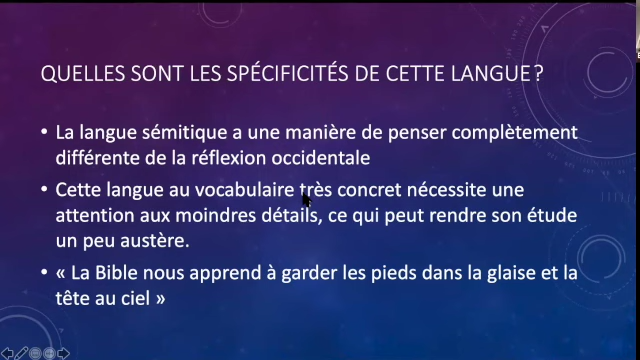 QUELLES SONT LES SPÉCIFICITÉS DE CETTE LANGUE ?
• La langue sémitique a une manière de penser complètement
différente de la réflexion occidentale
• Cette langue au vocabulaire très concret nécessite une
attention aux moindres détails, ce qui peut rendre son étude
un peu austère.
• « La Bible nous apprend à garder les pieds dans la glaise et la
tête au ciel »